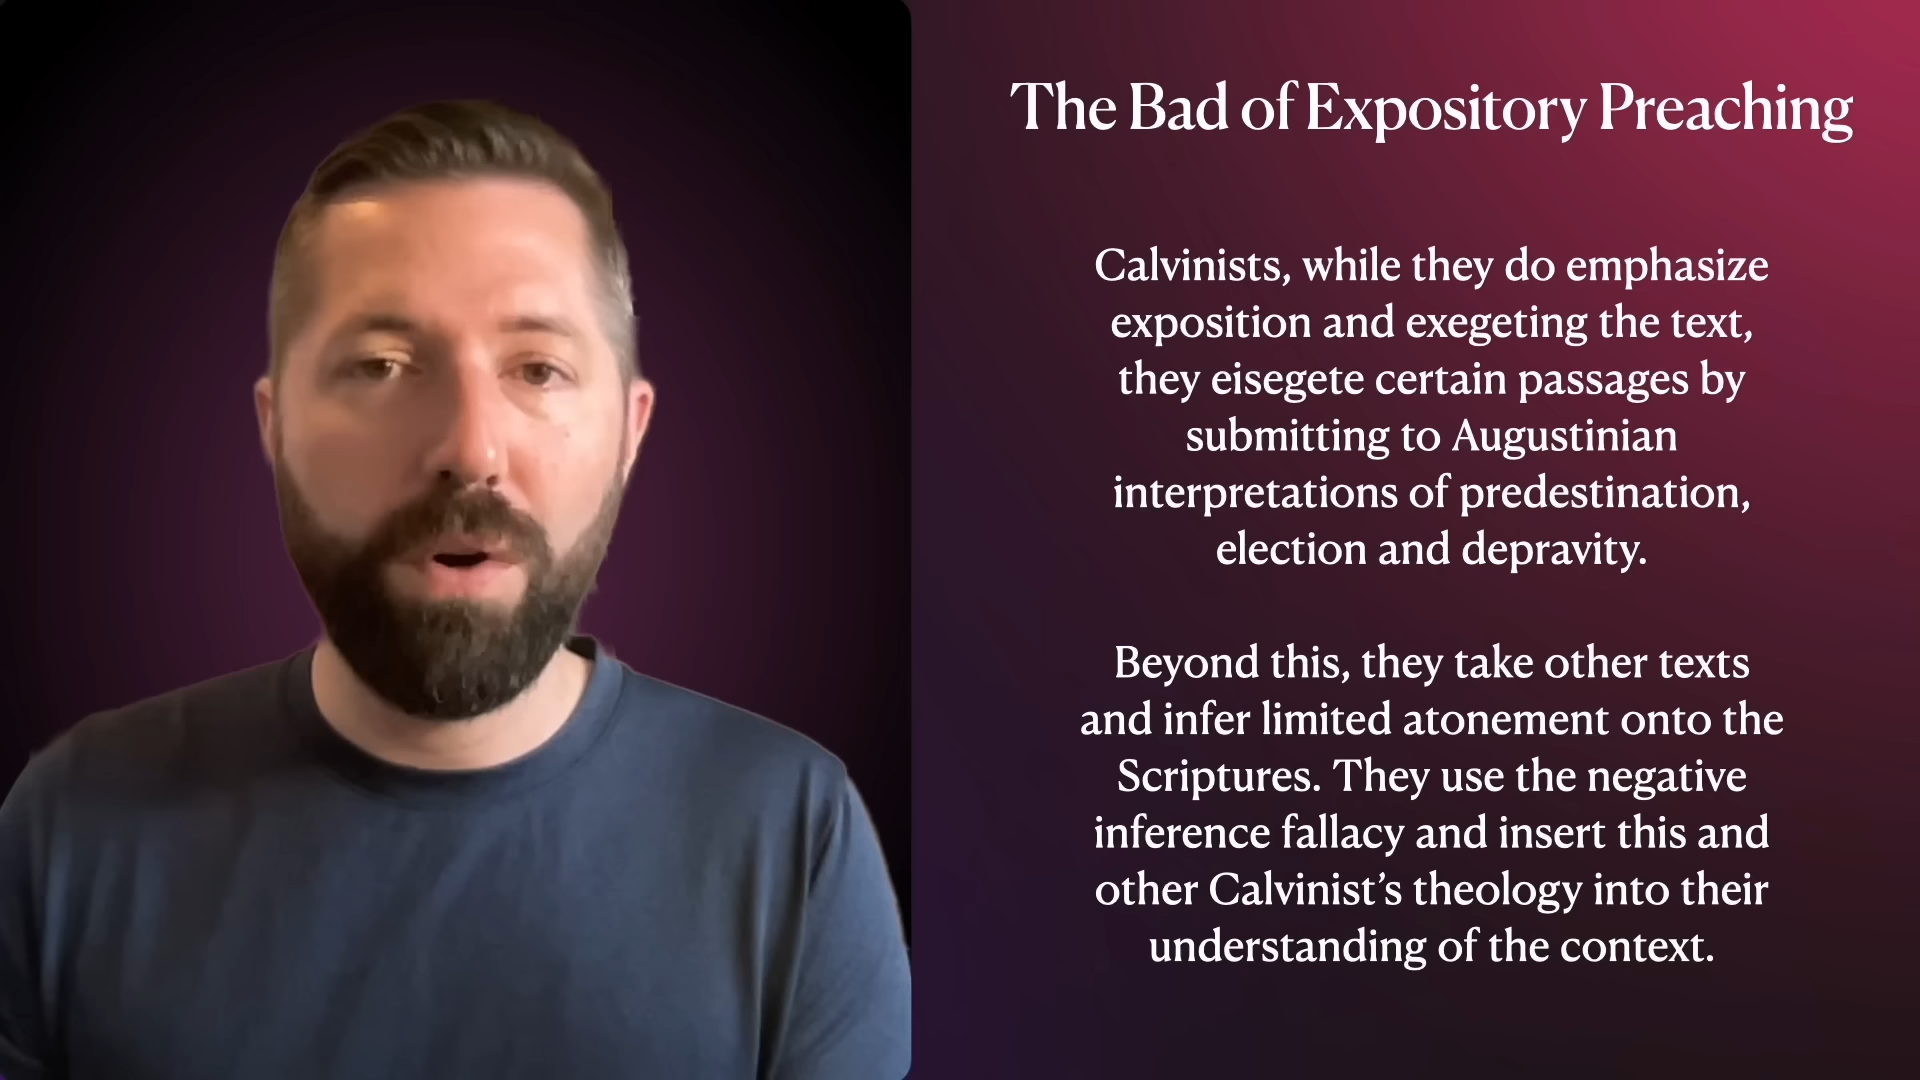 The Bad of Expository Preaching
Calvinists, while they do emphasize
exposition and exegeting the text,
they eisegete certain passages by
submitting to Augustinian
interpretations of predestination,
election and depravity.
Beyond this, they take other texts
and infer limited atonement onto the
Scriptures. They use the negative
inference fallacy and insert this and
other Calvinist’s theology into their
understanding of the context.